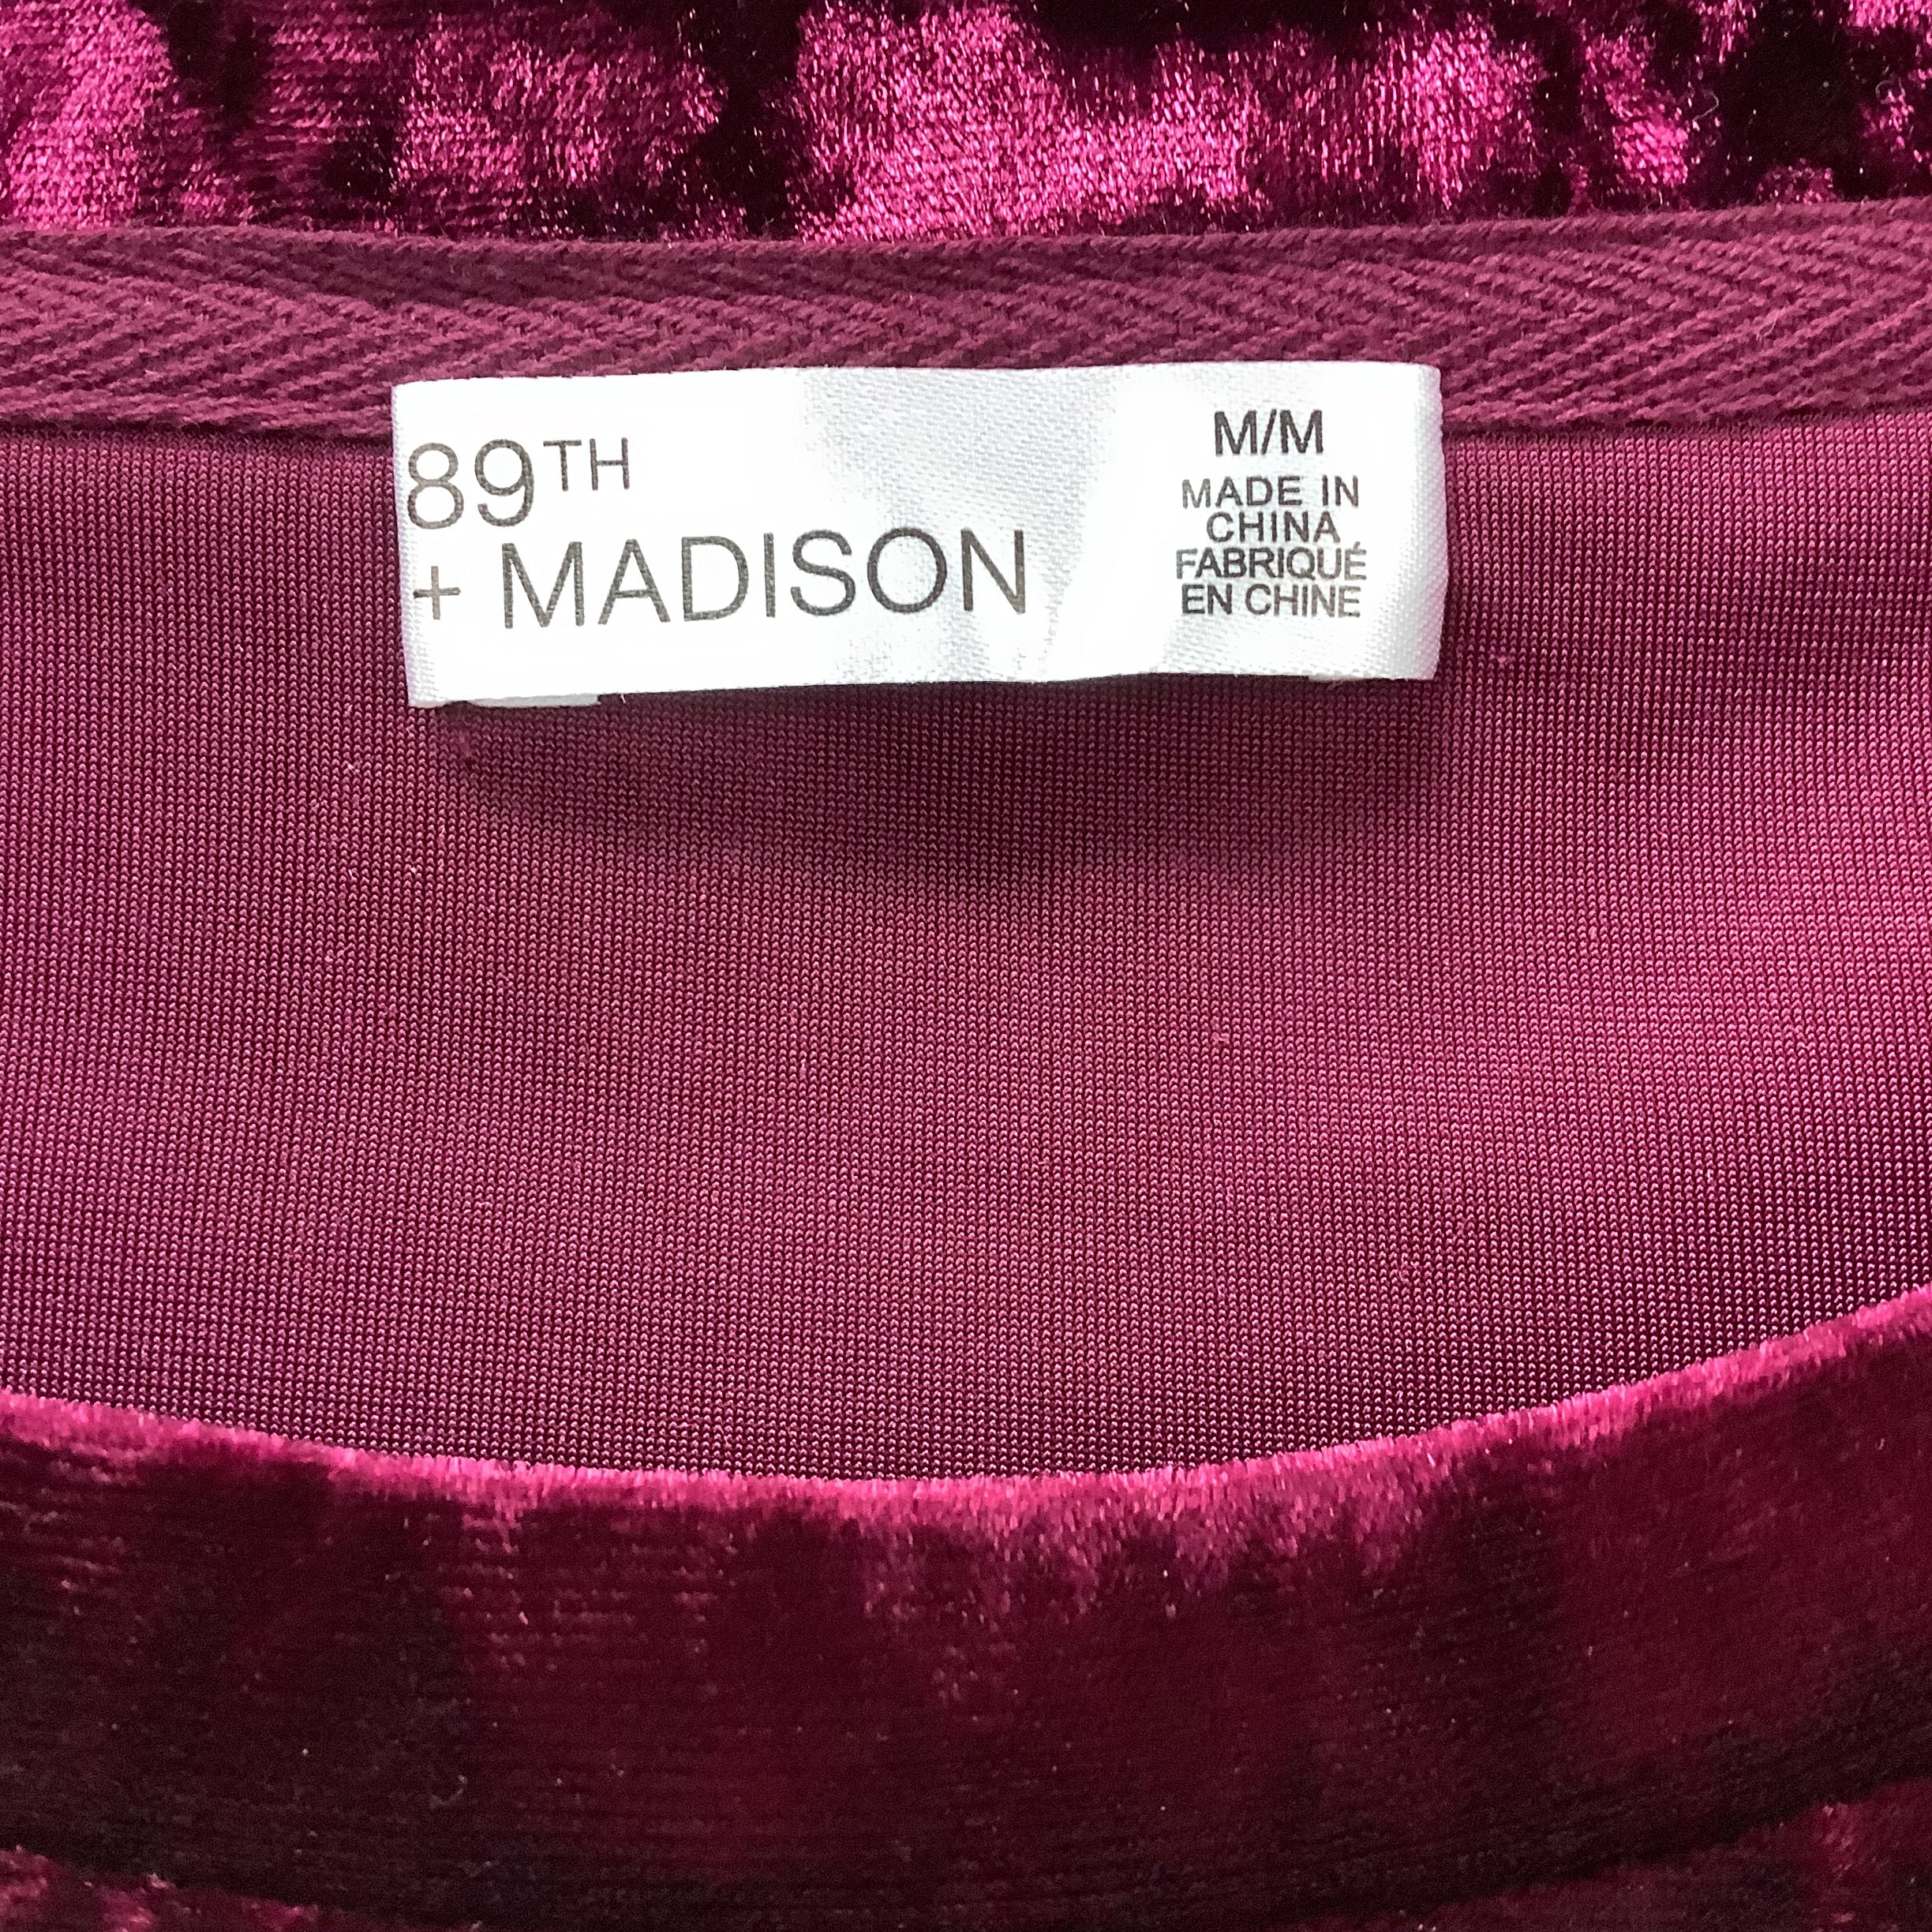 89TH
+ MADISON
M/M
MADE IN
CHINA
FABRIQUÉ
EN CHINE